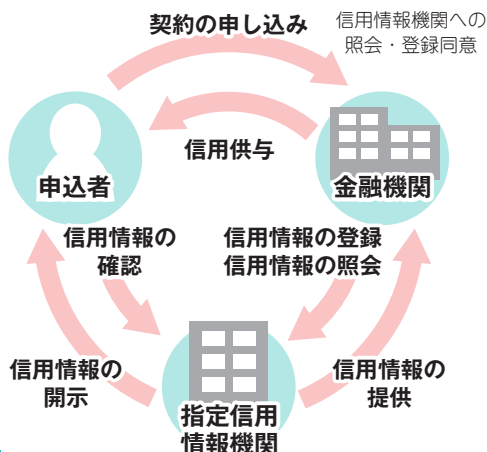 契約の申し込み
信用情報機関への
照会・登録同意
信用供与
申込者
金融機関
信用情報の
確認
信用情報の登録
信用情報の照会
信用情報の
開示
信用情報の
提供
指定信用
情報機関